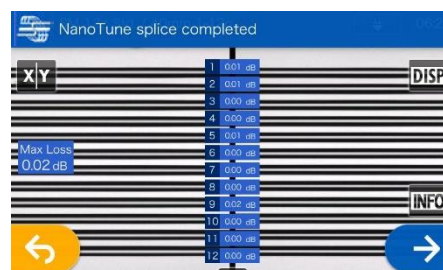 NanoTune splice completed
X Y
DISP
Max Loss
0.02 dB
1 0.01 dB
2 0.01 dB
3 0.00 dB
4 0.00 dB
5 0.01 dB
6 0.00 dB
7 0.00 dB
8 0.00 dB
9 0.02 dB
10 0.00 dB
11 0.00 dB
12 0.00 dB
INFO